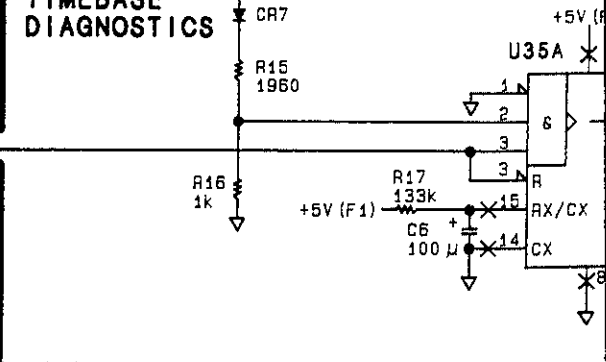 TIMEBASE
DIAGNOSTICS
CR7
+5V (F
U35A
R15
1960
1
2
&
3
3
R
R16
1k
R17
133k
+5V (F1)
15
RX/CX
C6
+
100 µ
14
CX
8